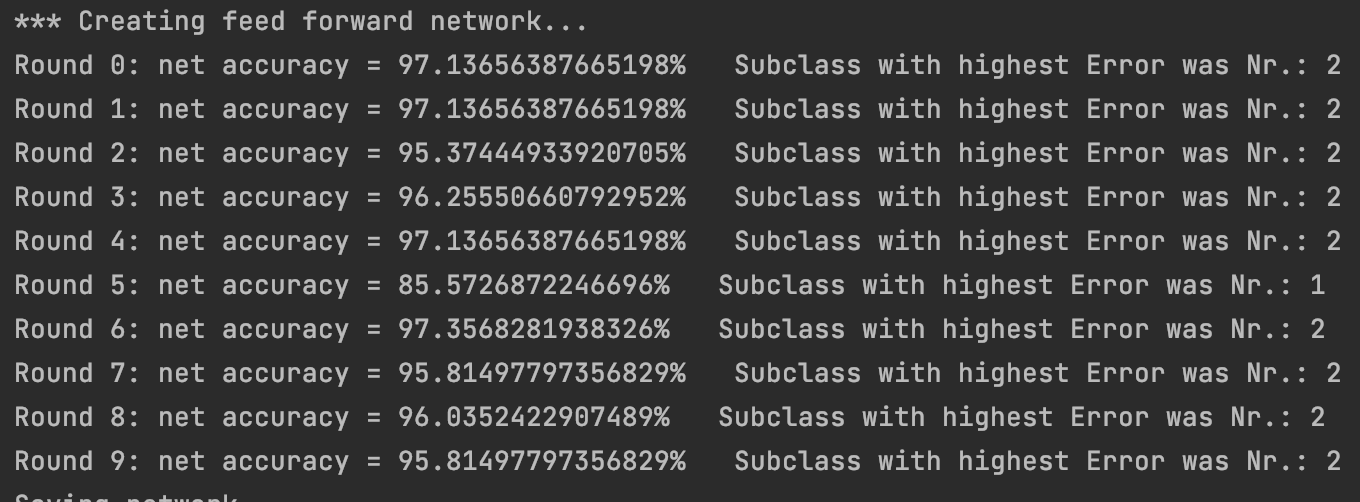 *** Creating feed forward network...
Round 0: net accuracy = 97.13656387665198%   Subclass with highest Error was Nr.: 2
Round 1: net accuracy = 97.13656387665198%   Subclass with highest Error was Nr.: 2
Round 2: net accuracy = 95.37444933920705%   Subclass with highest Error was Nr.: 2
Round 3: net accuracy = 96.25550660792952%   Subclass with highest Error was Nr.: 2
Round 4: net accuracy = 97.13656387665198%   Subclass with highest Error was Nr.: 2
Round 5: net accuracy = 85.5726872246696%   Subclass with highest Error was Nr.: 1
Round 6: net accuracy = 97.3568281938326%   Subclass with highest Error was Nr.: 2
Round 7: net accuracy = 95.81497797356829%   Subclass with highest Error was Nr.: 2
Round 8: net accuracy = 96.0352422907489%   Subclass with highest Error was Nr.: 2
Round 9: net accuracy = 95.81497797356829%   Subclass with highest Error was Nr.: 2
Saving network